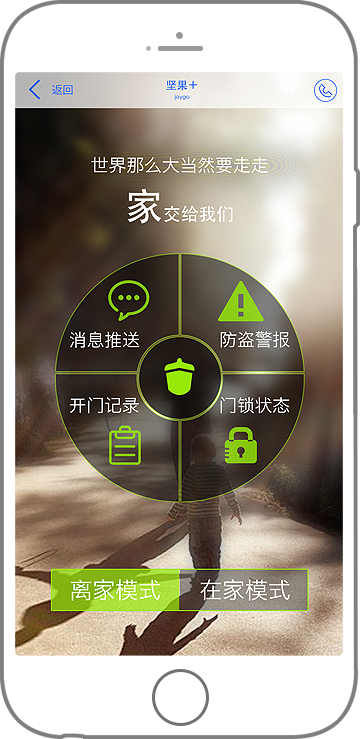 返回
坚果＋
joygo
世界那么大当然要走走
家交给我们
消息推送
防盗警报
开门记录
门锁状态
离家模式
在家模式